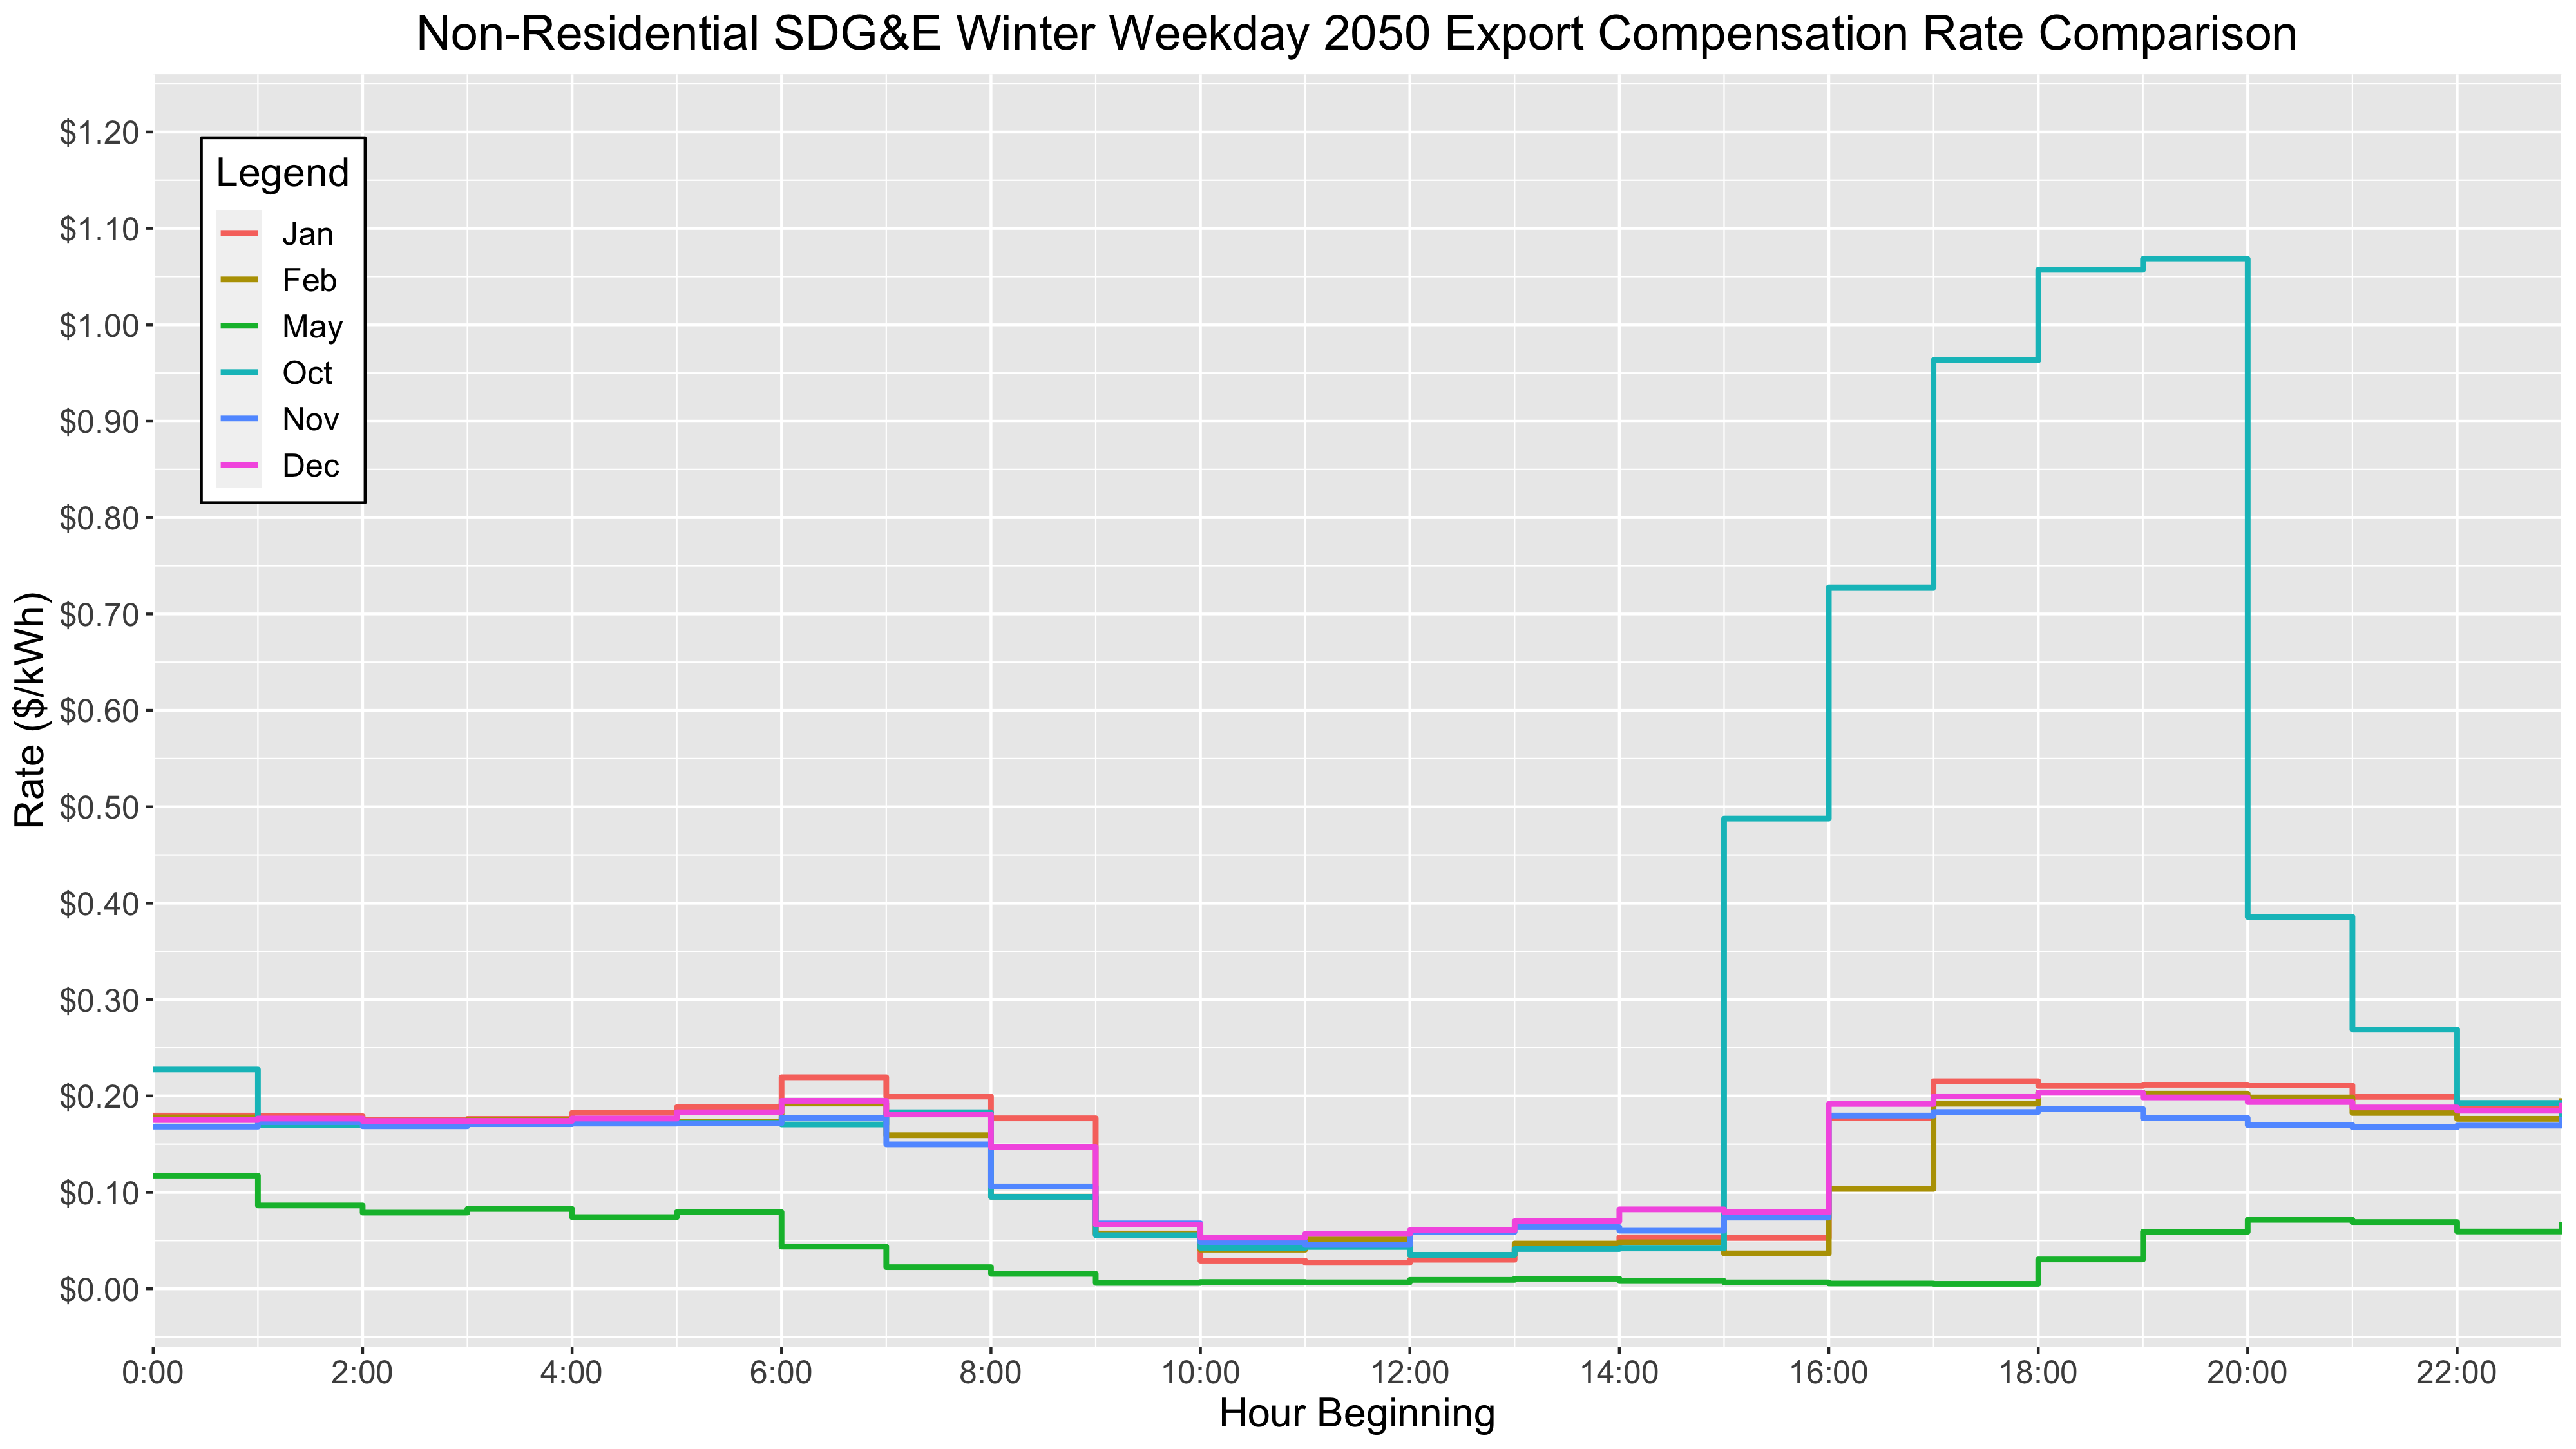 Non-Residential SDG&E Winter Weekday 2050 Export Compensation Rate Comparison
$1.20
$1.10
$1.00
$0.90
$0.80
$0.70
$0.60
$0.50
$0.40
$0.30
$0.20
$0.10
$0.00
Rate ($/kWh)
Legend
Jan
Feb
May
Oct
Nov
Dec
0:00 2:00 4:00 6:00 8:00 10:00 12:00 14:00 16:00 18:00 20:00 22:00
Hour Beginning